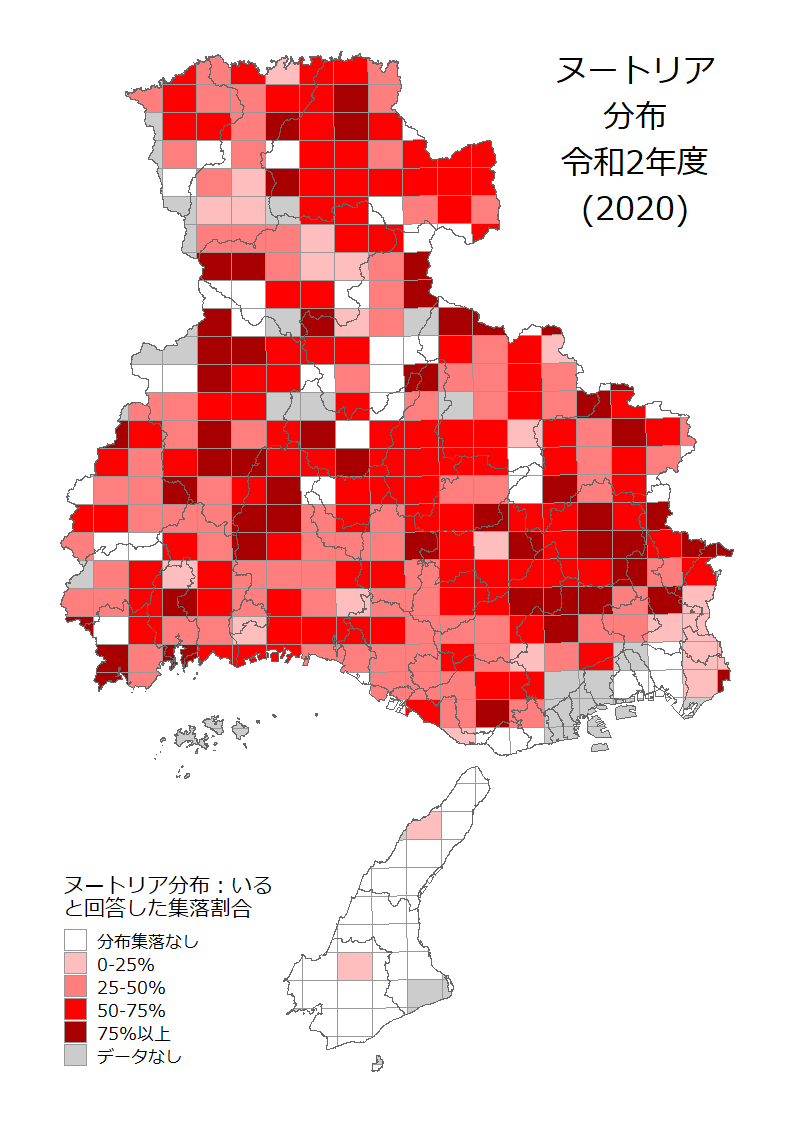 ヌートリア
分布
令和2年度
(2020)
ヌートリア分布：いる
と回答した集落割合
分布集落なし
0-25%
25-50%
50-75%
75%以上
データなし